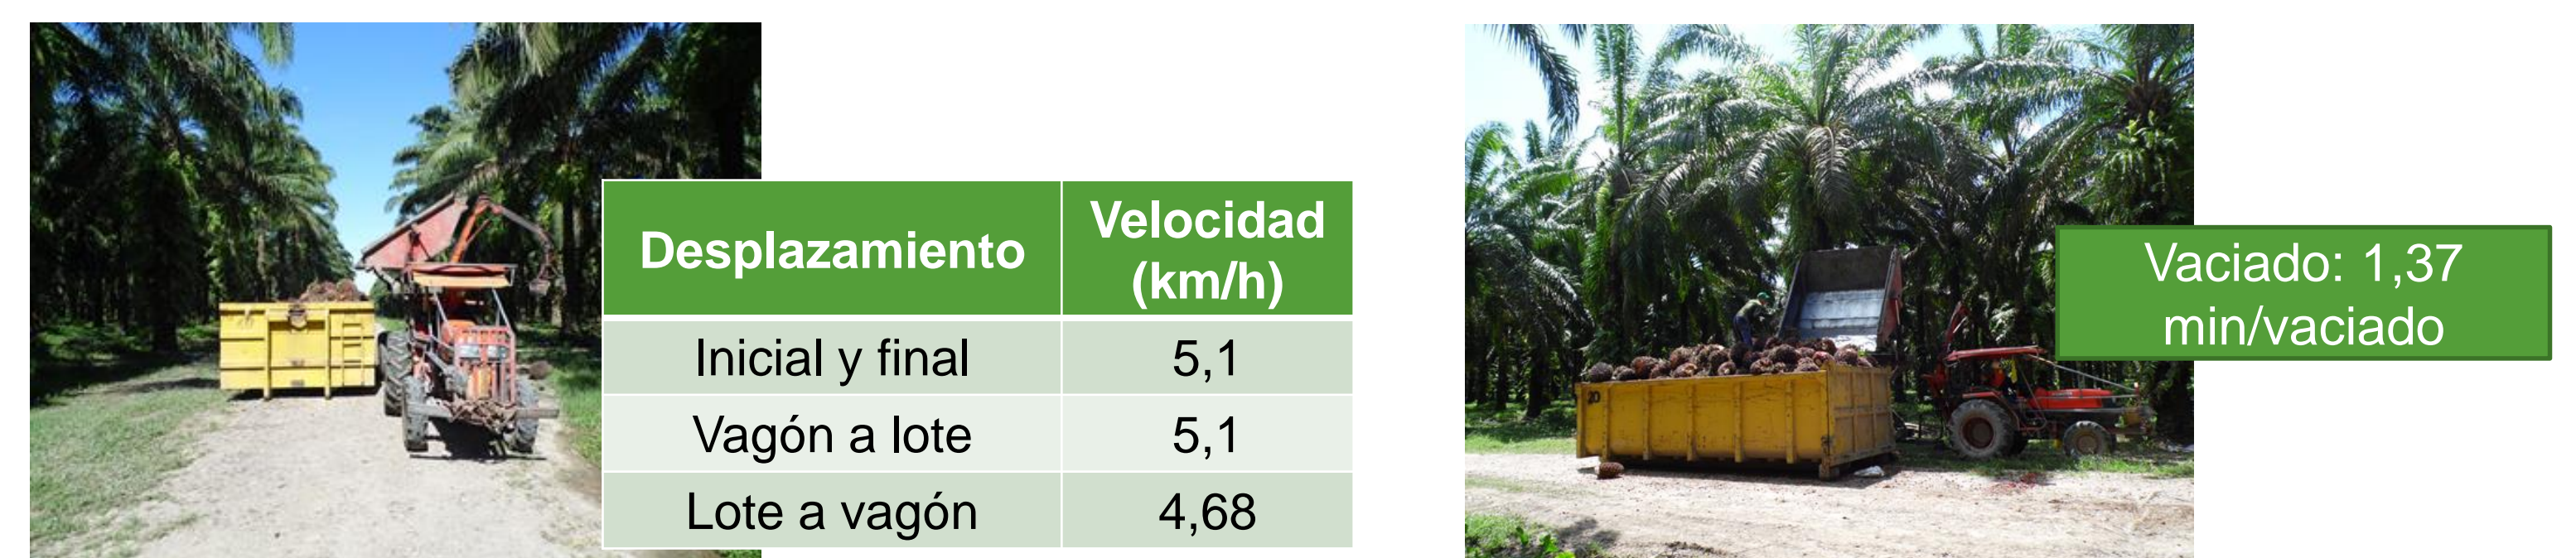 Desplazamiento
Velocidad
(km/h)
Inicial y final
5,1
Vagón a lote
5,1
Lote a vagón
4,68
Vaciado: 1,37
min/vaciado
20